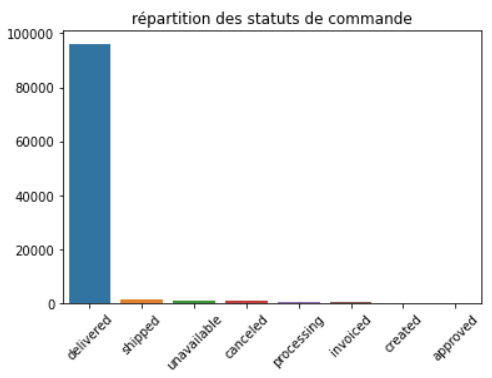 répartition des statuts de commande
100000
80000
60000
40000
20000
0
delivered
shipped
unavailable
canceled
processing
invoiced
created
approved